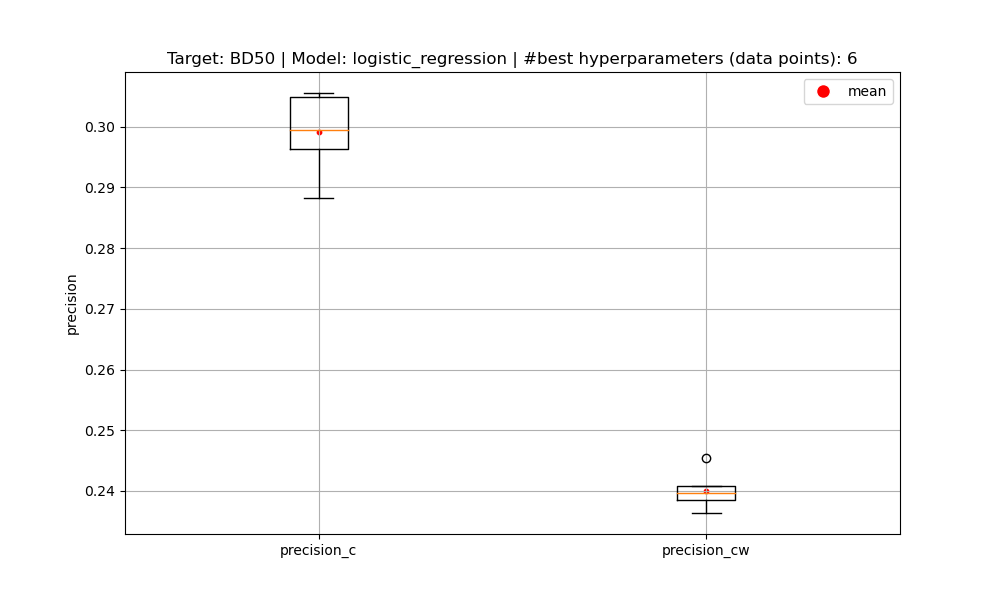 Target: BD50 | Model: logistic_regression | #best hyperparameters (data points): 6
mean
0.30
0.29
0.28
0.27
0.26
0.25
0.24
precision
precision_c
precision_cw